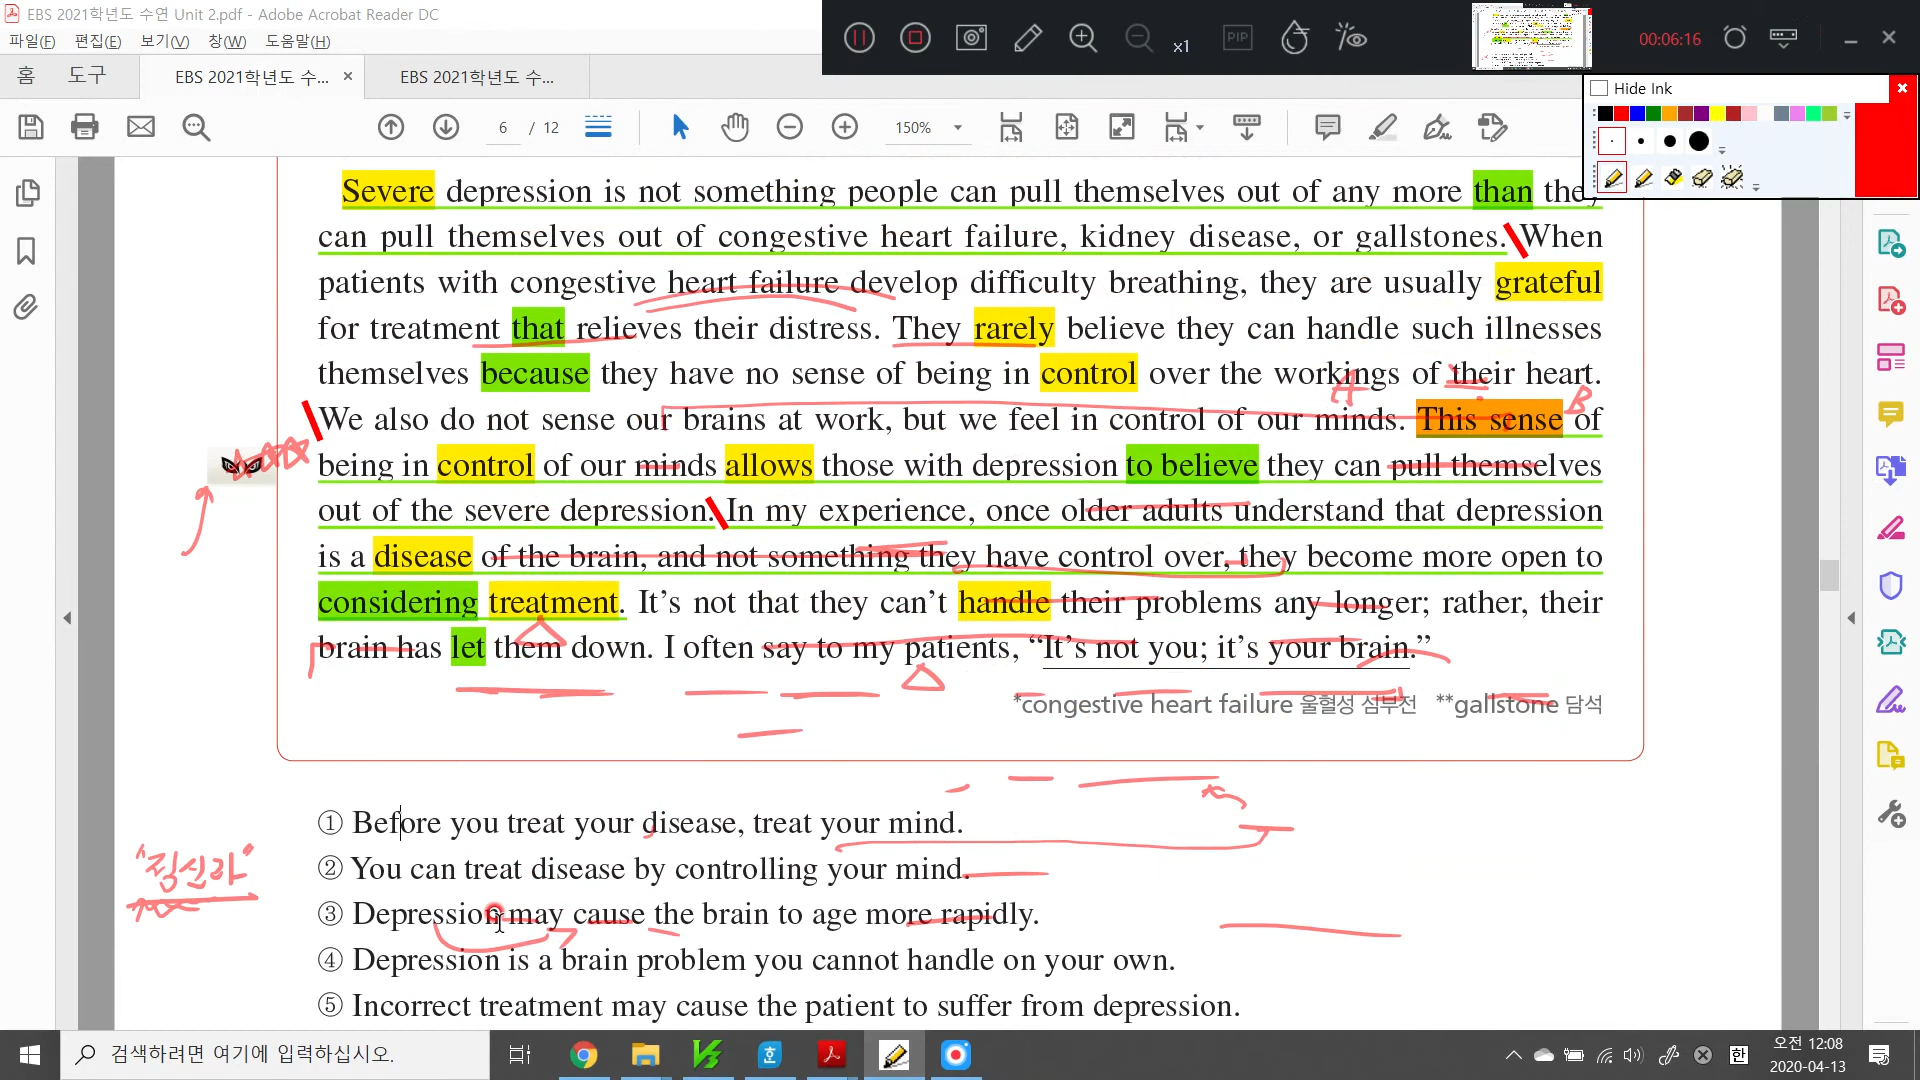 EBS 2021학년도 수연 Unit 2.pdf - Adobe Acrobat Reader DC
파일(F) 편집(E) 보기(V) 창(W) 도움말(H)
x1 PIP 00:06:16
홈 도구 EBS 2021학년도 수... × EBS 2021학년도 수...
Hide Ink
6 / 12 150%
Severe depression is not something people can pull themselves out of any more than they
can pull themselves out of congestive heart failure, kidney disease, or gallstones. When
patients with congestive heart failure develop difficulty breathing, they are usually grateful
for treatment that relieves their distress. They rarely believe they can handle such illnesses
themselves because they have no sense of being in control over the workings of their heart.
A
We also do not sense our brains at work, but we feel in control of our minds. This sense of
B
being in control of our minds allows those with depression to believe they can pull themselves
out of the severe depression. In my experience, once older adults understand that depression
is a disease of the brain, and not something they have control over, they become more open to
considering treatment. It's not that they can't handle their problems any longer; rather, their
brain has let them down. I often say to my patients, “It's not you; it's your brain.”
*congestive heart failure 울혈성 심부전 **gallstone 담석
① Before you treat your disease, treat your mind.
"핑신라"
② You can treat disease by controlling your mind.
③ Depression may cause the brain to age more rapidly.
④ Depression is a brain problem you cannot handle on your own.
⑤ Incorrect treatment may cause the patient to suffer from depression.
검색하려면 여기에 입력하십시오.
한
오전 12:08
2020-04-13